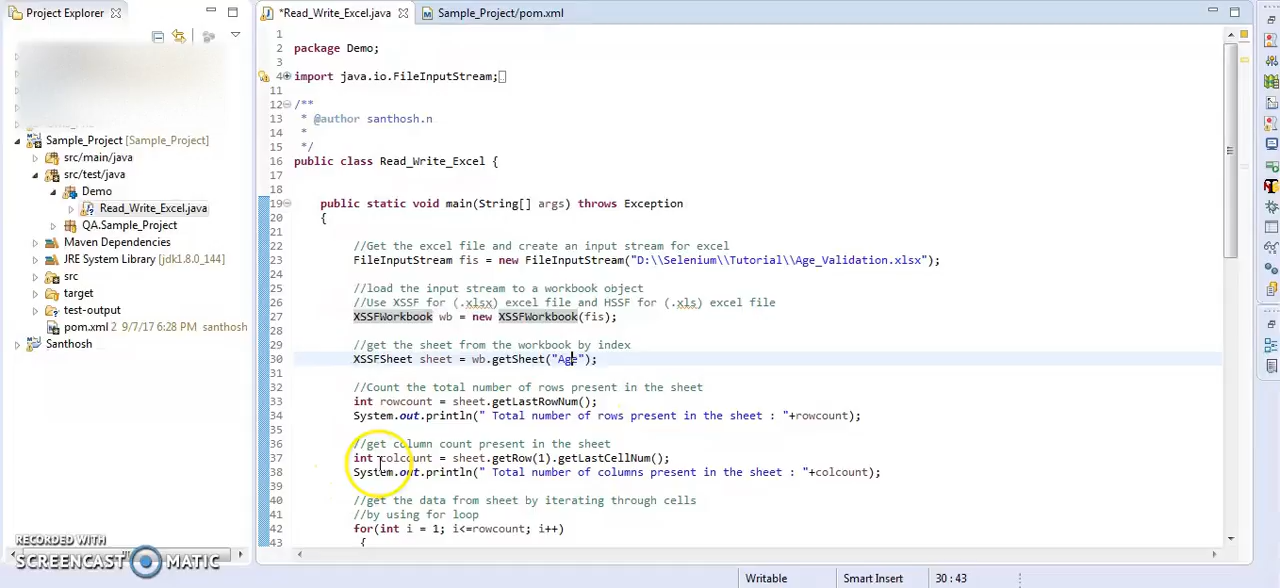 Project Explorer
*Read_Write_Excel.java
Sample_Project/pom.xml
Sample_Project [Sample_Project]
src/main/java
src/test/java
Demo
Read_Write_Excel.java
QA.Sample_Project
Maven Dependencies
JRE System Library [jdk1.8.0_144]
src
target
test-output
pom.xml 2 9/7/17 6:28 PM santhosh
Santhosh
1
2 package Demo;
3
4 import java.io.FileInputStream;
11
12 /**
13 * @author santhosh.n
14 *
15 */
16 public class Read_Write_Excel {
17
18
19 public static void main(String[] args) throws Exception
20 {
21
22 //Get the excel file and create an input stream for excel
23 FileInputStream fis = new FileInputStream("D:\\Selenium\\Tutorial\\Age_Validation.xlsx");
24
25 //load the input stream to a workbook object
26 //Use XSSF for (.xlsx) excel file and HSSF for (.xls) excel file
27 XSSFWorkbook wb = new XSSFWorkbook(fis);
28
29 //get the sheet from the workbook by index
30 XSSFSheet sheet = wb.getSheet("Age");
31
32 //Count the total number of rows present in the sheet
33 int rowcount = sheet.getLastRowNum();
34 System.out.println(" Total number of rows present in the sheet : "+rowcount);
35
36 //get column count present in the sheet
37 int colcount = sheet.getRow(1).getLastCellNum();
38 System.out.println(" Total number of columns present in the sheet : "+colcount);
39
40 //get the data from sheet by iterating through cells
41 //by using for loop
42 for(int i = 1; i<=rowcount; i++)
43 {
RECORDED WITH
SCREENCAST MATIC
Writable
Smart Insert
30 : 43